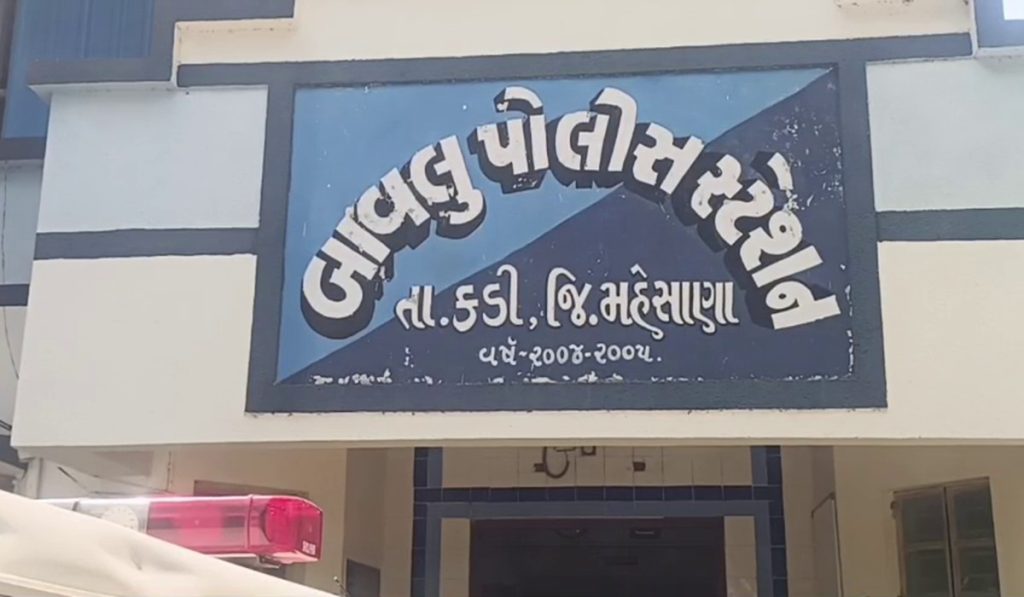 બાવલુ પોલીસ સ્ટેશન
તા.કડી, જિ.મહેસાણા
વર્ષ-૨૦૦૪-૨૦૦૫.